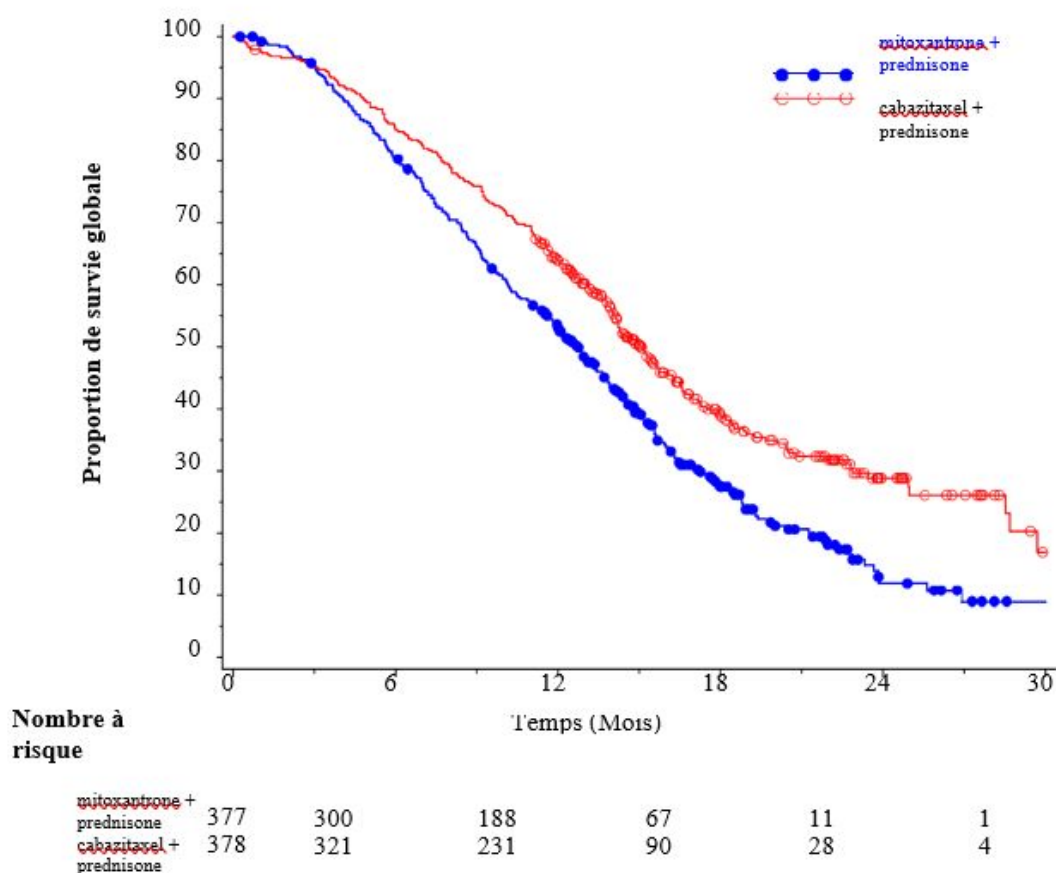 100
90
80
70
60
50
40
30
20
10
0
Proportion de survie globale
mitoxantrone +
prednisone
cabazitaxel +
prednisone
0 6 12 18 24 30
Temps (Mois)
Nombre à
risque
mitoxantrone +
prednisone 377 300 188 67 11 1
cabazitaxel + 378 321 231 90 28 4
prednisone